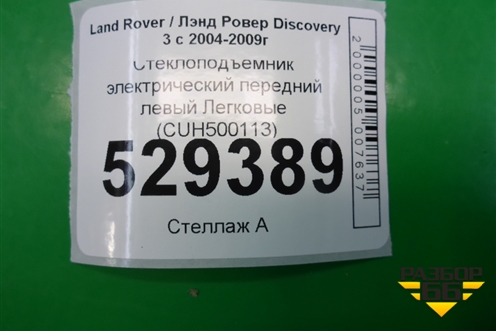 Land Rover / Лэнд Ровер Discovery
3 с 2004-2009г
Стеклоподъемник
электрический передний
левый Легковые
(CUH500113)
529389
Стеллаж А
2000005007637
РАЗБОР
66